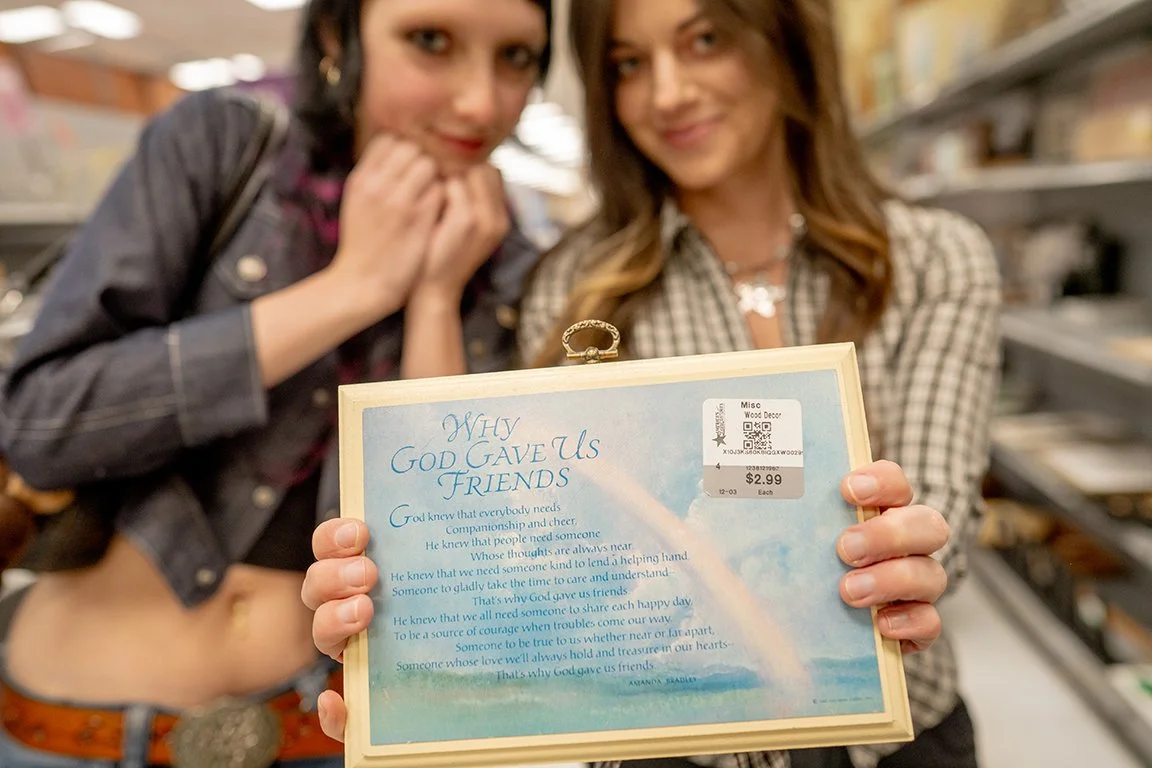 WHY
GOD GAVE US
FRIENDS
God knew that everybody needs
Companionship and cheer,
He knew that people need someone
Whose thoughts are always near.
He knew that we need someone kind to lend a helping hand.
Someone to gladly take the time to care and understand—
That's why God gave us friends.
He knew that we all need someone to share each happy day,
To be a source of courage when troubles come our way.
Someone to be true to us whether near or far apart,
Someone whose love we'll always hold and treasure in our hearts—
That's why God gave us friends.
AMANDA BRADLEY
Misc
Wood Decor
4
$2.99
12-03
Each